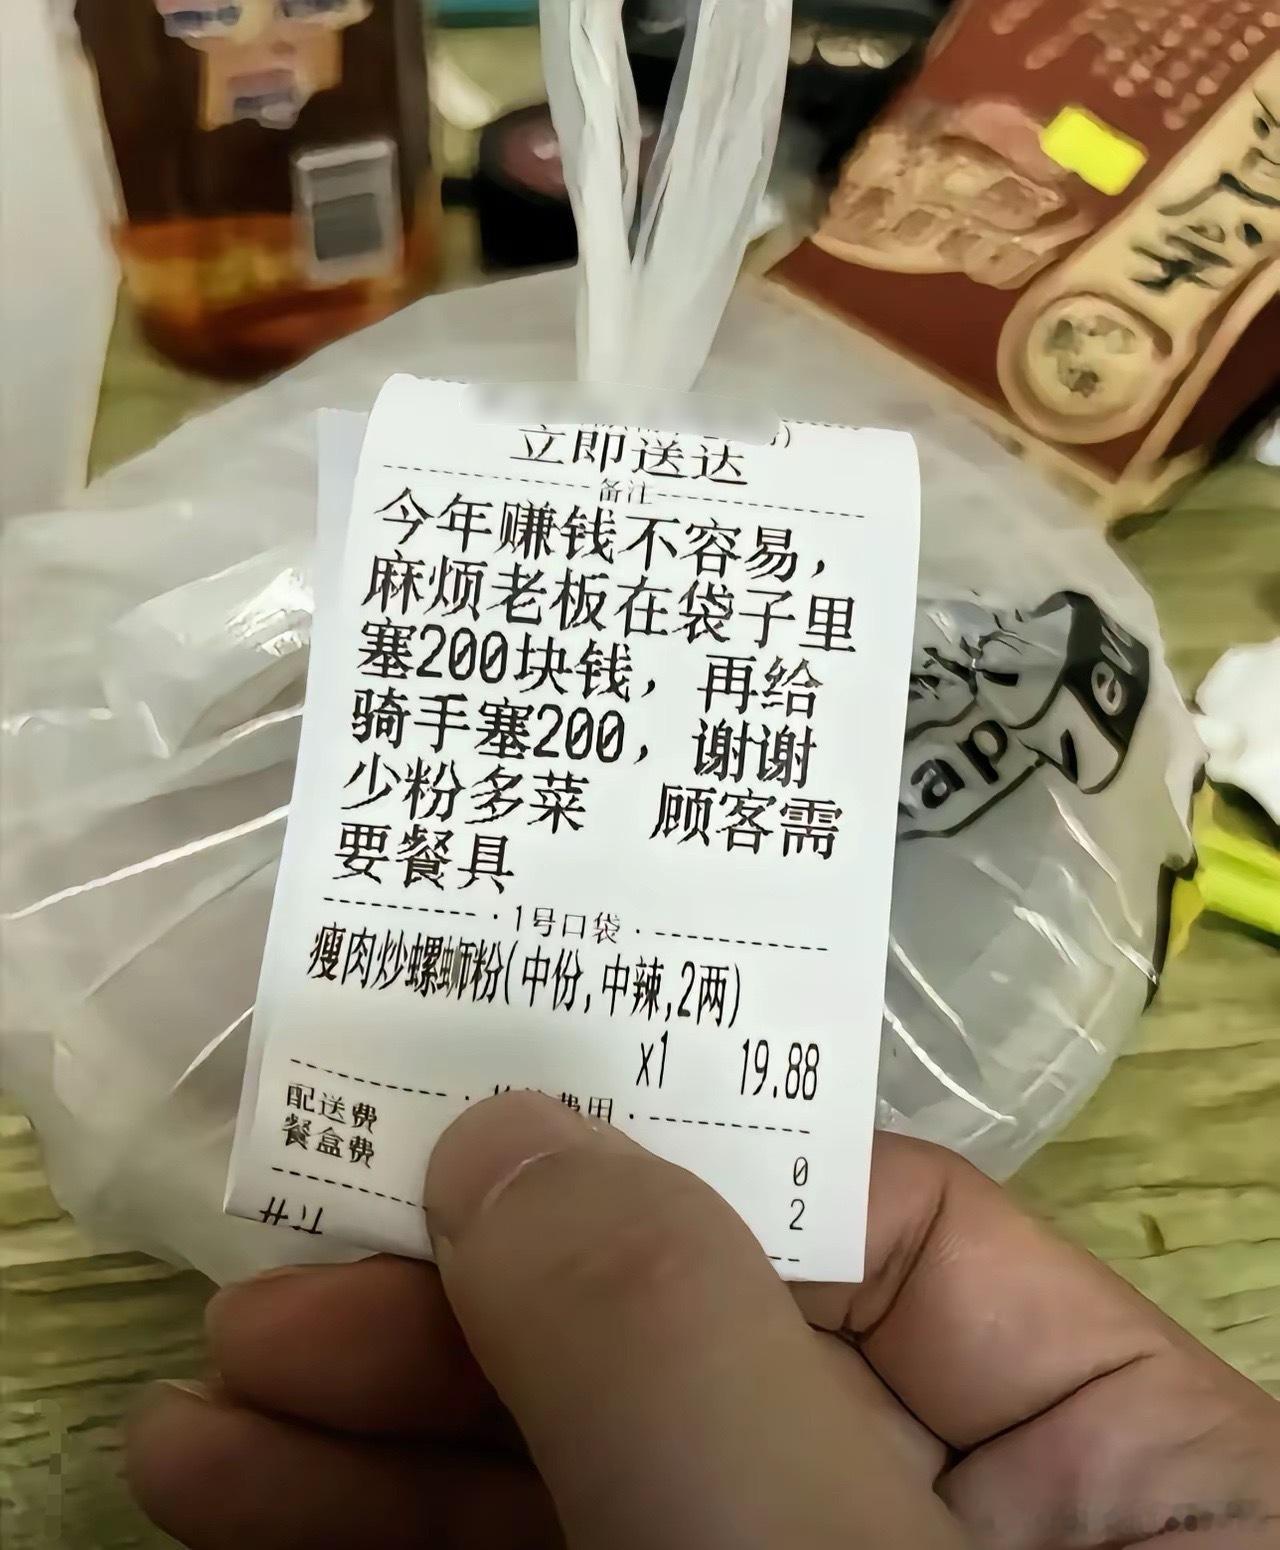 立即送达
备注
今年赚钱不容易，
麻烦老板在袋子里
塞200块钱，再给
骑手塞200，谢谢
少粉多菜 顾客需
要餐具
1号口袋
瘦肉炒螺蛳粉(中份,中辣,2两)
x1 19.88
费用
配送费 0
餐盒费 2
ap